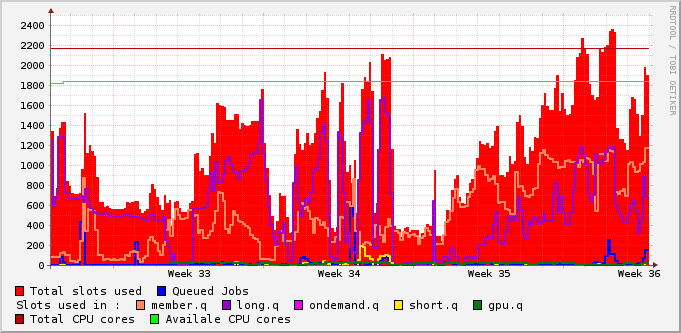 2400
2200
2000
1800
1600
1400
1200
1000
800
600
400
200
0
Week 33 Week 34 Week 35 Week 36
RRDTOOL / TOBI OETIKER
Total slots used Queued Jobs
Slots used in : member.q long.q ondemand.q short.q gpu.q
Total CPU cores Availale CPU cores